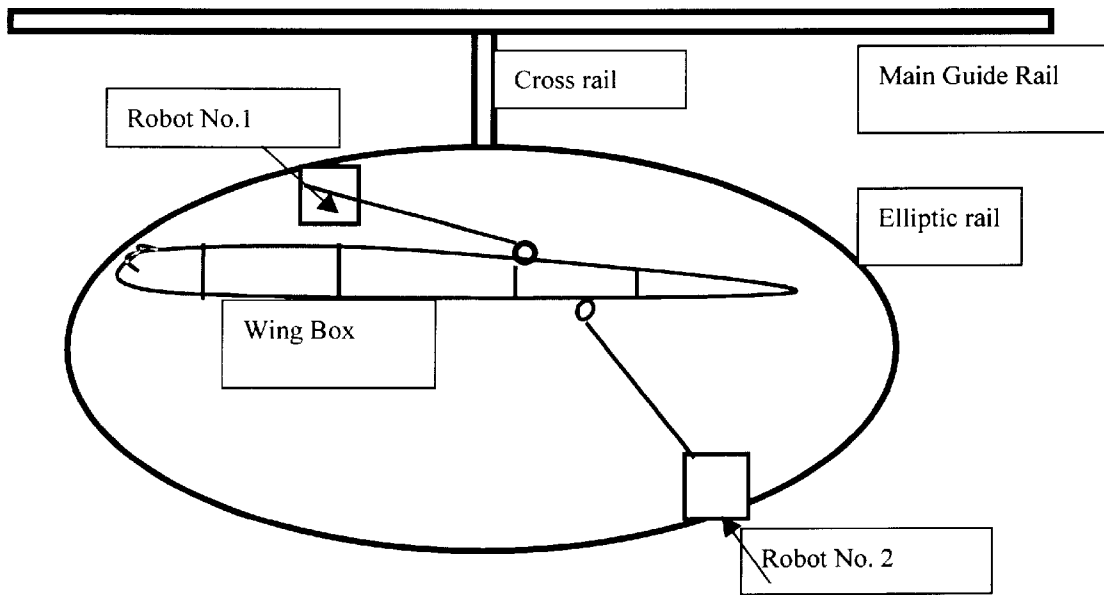 Cross rail
Main Guide Rail
Robot No.1
Elliptic rail
Wing Box
Robot No. 2